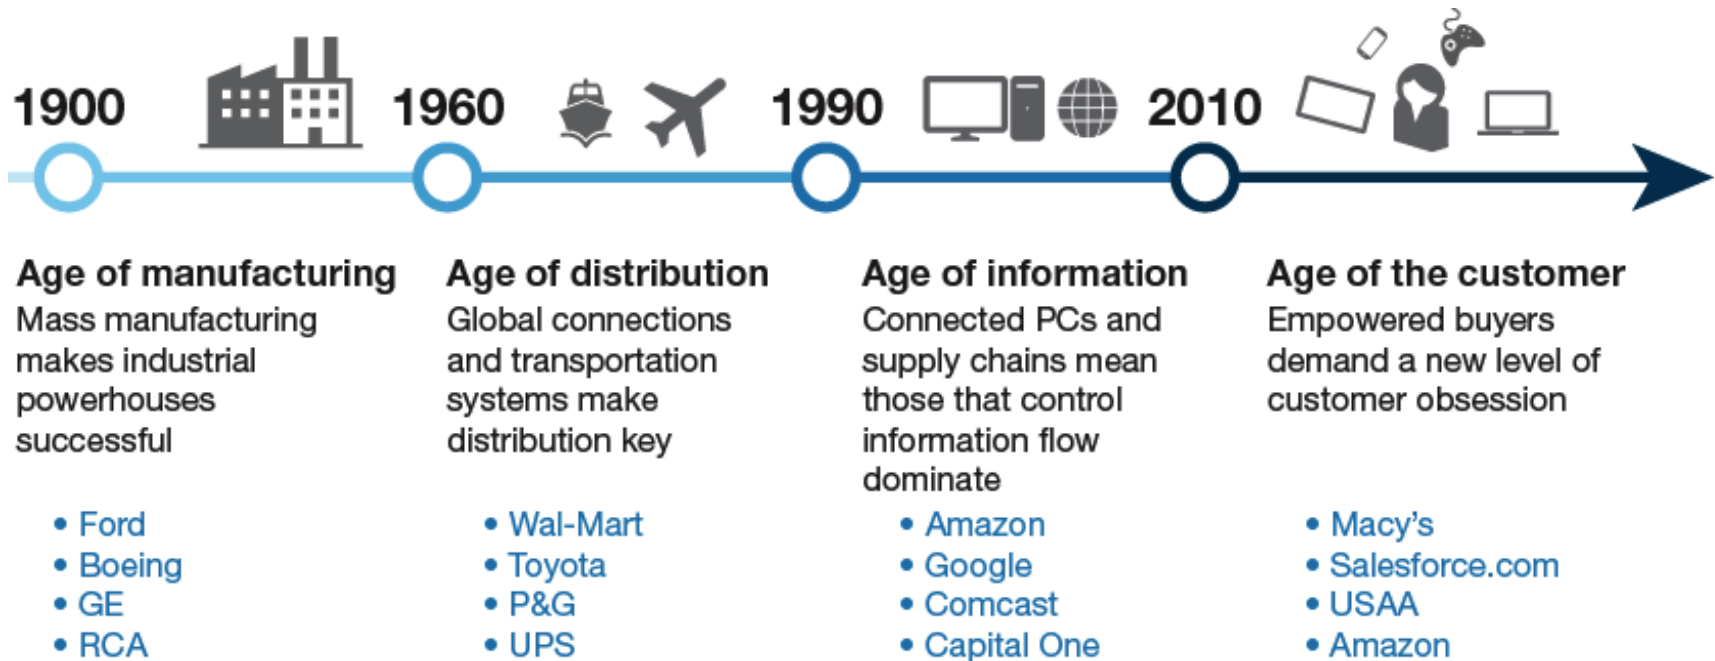 1900
1960
1990
2010
Age of manufacturing
Mass manufacturing
makes industrial
powerhouses
successful
• Ford
• Boeing
• GE
• RCA
Age of distribution
Global connections
and transportation
systems make
distribution key
• Wal-Mart
• Toyota
• P&G
• UPS
Age of information
Connected PCs and
supply chains mean
those that control
information flow
dominate
• Amazon
• Google
• Comcast
• Capital One
Age of the customer
Empowered buyers
demand a new level of
customer obsession
• Macy’s
• Salesforce.com
• USAA
• Amazon